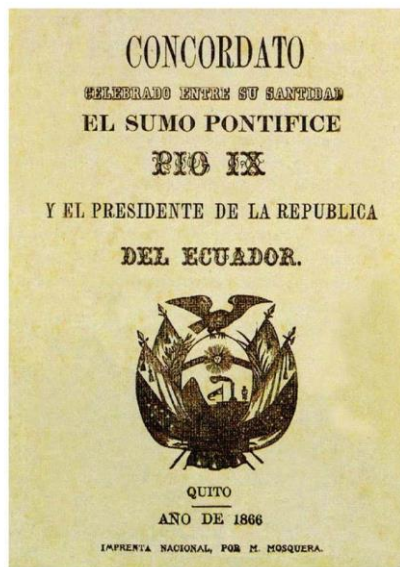 CONCORDATO
CELEBRADO ENTRE SU SANTIDAD
EL SUMO PONTIFICE
PIO IX
Y EL PRESIDENTE DE LA REPUBLICA
DEL ECUADOR.
QUITO
AÑO DE 1866
IMPRENTA NACIONAL, POR M. MOSQUERA.